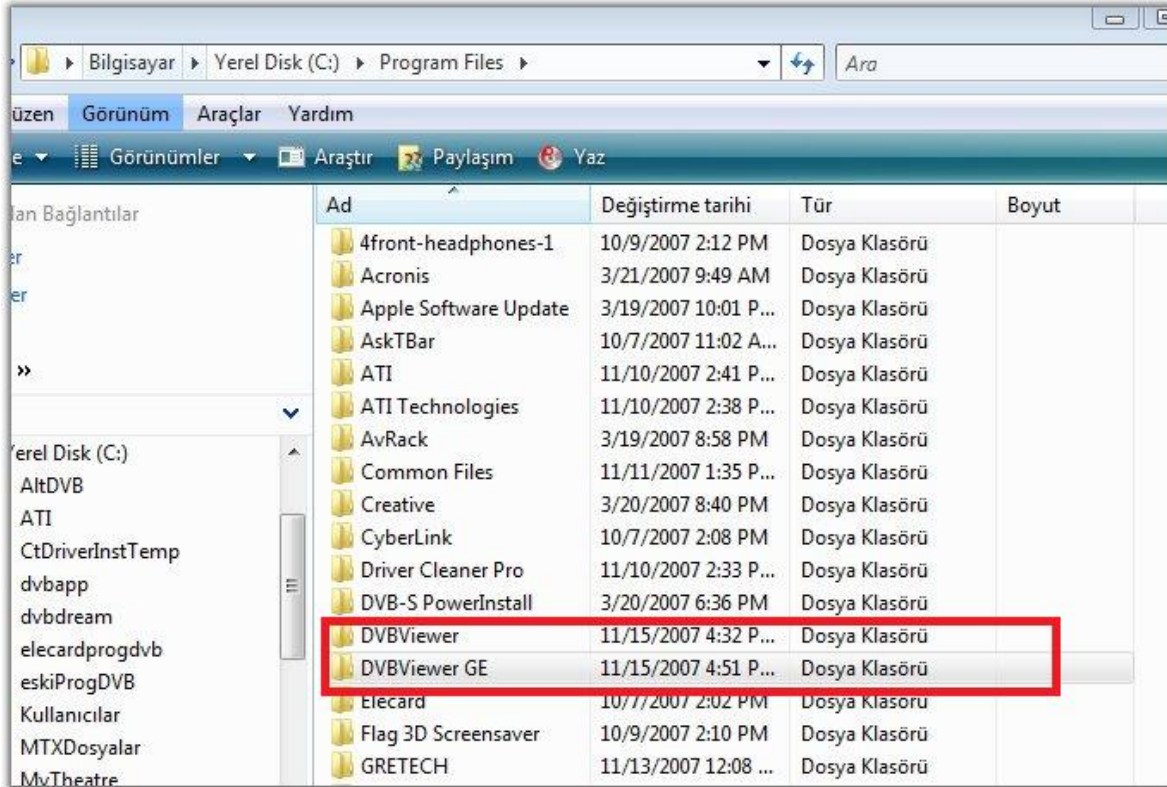 Bilgisayar Yerel Disk (C:) Program Files Ara
Görünüm Araçlar Yardım
Görünümler Araştır Paylaşım Yaz
Bağlantılar
Ad Değiştirme tarihi Tür Boyut
4front-headphones-1 10/9/2007 2:12 PM Dosya Klasörü
Acronis 3/21/2007 9:49 AM Dosya Klasörü
Apple Software Update 3/19/2007 10:01 P... Dosya Klasörü
AskTBar 10/7/2007 11:02 A... Dosya Klasörü
ATI 11/10/2007 2:41 P... Dosya Klasörü
ATI Technologies 11/10/2007 2:38 P... Dosya Klasörü
AvRack 3/19/2007 8:58 PM Dosya Klasörü
Common Files 11/11/2007 1:35 P... Dosya Klasörü
Creative 3/20/2007 8:40 PM Dosya Klasörü
CyberLink 10/7/2007 2:08 PM Dosya Klasörü
Driver Cleaner Pro 11/10/2007 2:33 P... Dosya Klasörü
DVB-S PowerInstall 3/20/2007 6:36 PM Dosya Klasörü
DVBViewer 11/15/2007 4:32 P... Dosya Klasörü
DVBViewer GE 11/15/2007 4:51 P... Dosya Klasörü
Elecard 10/7/2007 2:02 PM Dosya Klasörü
Flag 3D Screensaver 10/9/2007 2:10 PM Dosya Klasörü
GRETECH 11/13/2007 12:08 ... Dosya Klasörü
Yerel Disk (C:)
AltDVB
ATI
CtDriverInstTemp
dvbapp
dvbdream
elecardprogdvb
eskiProgDVB
Kullanıcılar
MTXDosyalar
MyTheatre